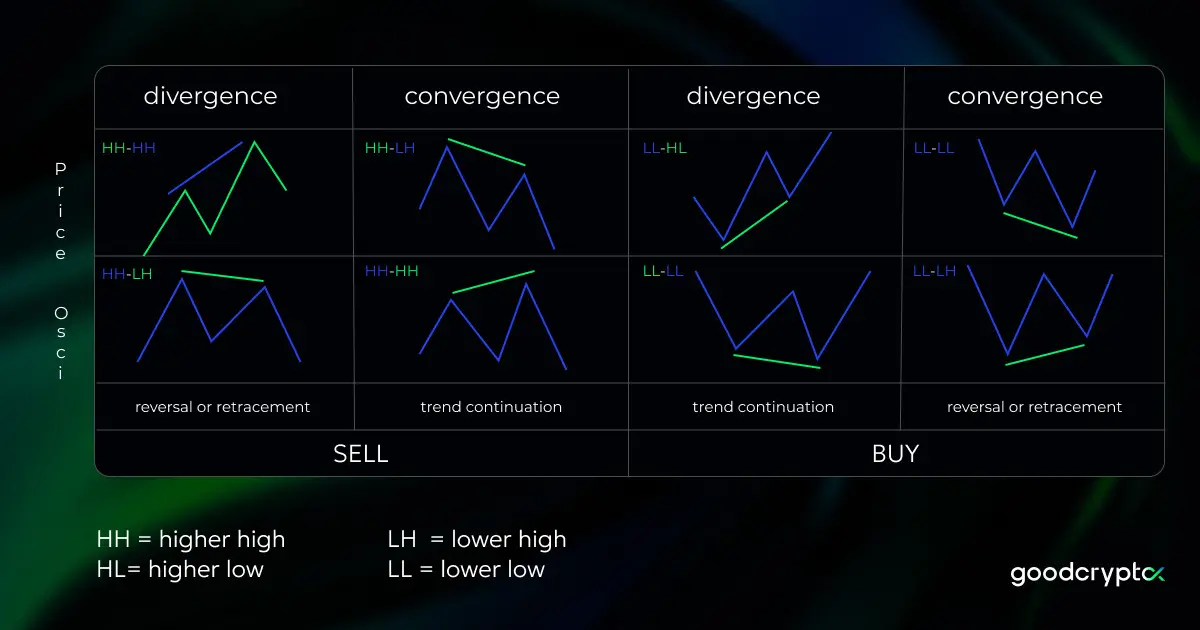 divergence convergence divergence convergence
Price
HH-HH HH-LH LL-HL LL-LL
Osci
HH-LH HH-HH LL-LL LL-LH
reversal or retracement trend continuation trend continuation reversal or retracement
SELL BUY
HH = higher high LH = lower high
HL= higher low LL = lower low
goodcryptox